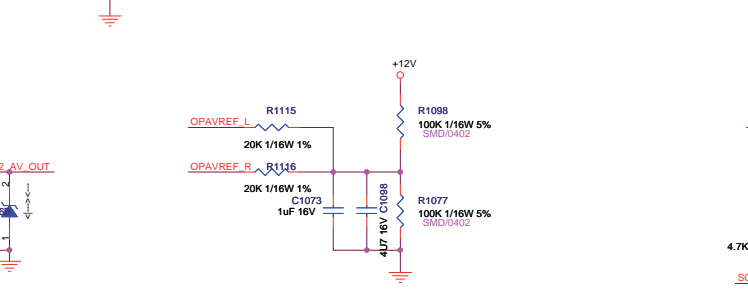 +12V
R1115
R1098
OPAVREF_L
100K 1/16W 5%
SMD/0402
20K 1/16W 1%
2_AV_OUT
OPAVREF_R
R1116
2
20K 1/16W 1%
C1073
1uF 16V
4U7 16V
C1098
R1077
100K 1/16W 5%
SMD/0402
1
4.7K